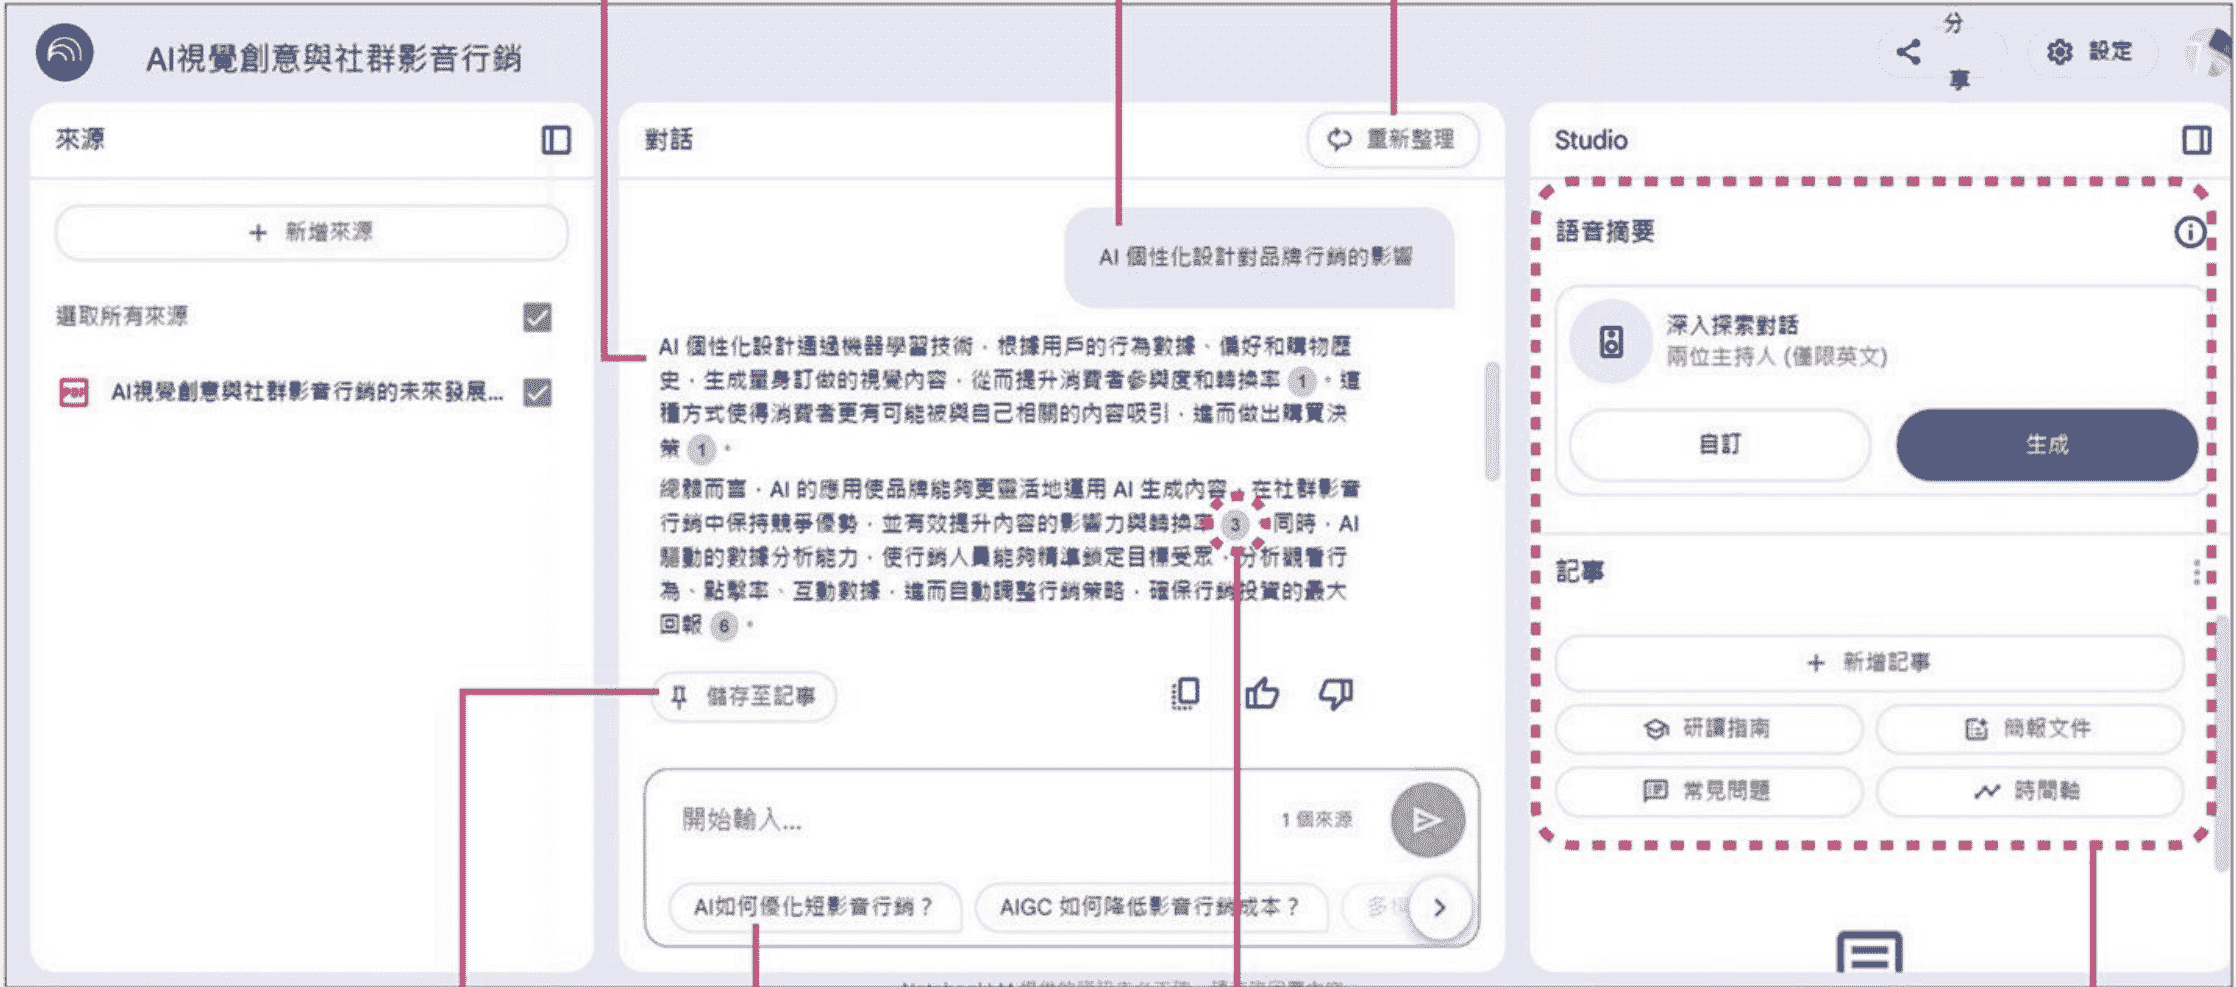 AI視覺創意與社群影音行銷
分享
設定
來源
+ 新增來源
選取所有來源
PDF
AI視覺創意與社群影音行銷的未來發展...
對話
重新整理
AI 個性化設計對品牌行銷的影響
AI 個性化設計通過機器學習技術，根據用戶的行為數據、偏好和購物歷
史，生成量身訂做的視覺內容，從而提升消費者參與度和轉換率 1 。這
種方式使得消費者更有可能被與自己相關的內容吸引，進而做出購買決
策 1 。
總體而言，AI 的應用使品牌能夠更靈活地運用 AI 生成內容，在社群影音
行銷中保持競爭優勢，並有效提升內容的影響力與轉換率 3 同時，AI
驅動的數據分析能力，使行銷人員能夠精準鎖定目標受眾，分析觀看行
為、點擊率、互動數據，進而自動調整行銷策略，確保行銷投資的最大
回報 6 。
儲存至記事
開始輸入...
1 個來源
AI如何優化短影音行銷？
AIGC 如何降低影音行銷成本？
多
Studio
語音摘要
深入探索對話
兩位主持人 (僅限英文)
自訂
生成
記事
+ 新增記事
研讀指南
簡報文件
常見問題
時間軸